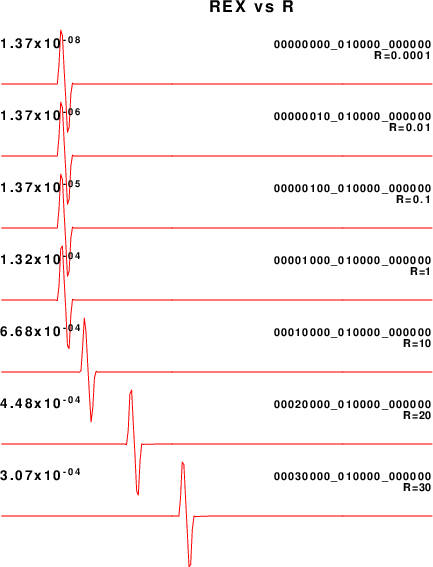 REX vs R
1.37x10-08 00000000_010000_000000
R=0.0001
1.37x10-06 00000010_010000_000000
R=0.01
1.37x10-05 00000100_010000_000000
R=0.1
1.32x10-04 00001000_010000_000000
R=1
6.68x10-04 00010000_010000_000000
R=10
4.48x10-04 00020000_010000_000000
R=20
3.07x10-04 00030000_010000_000000
R=30